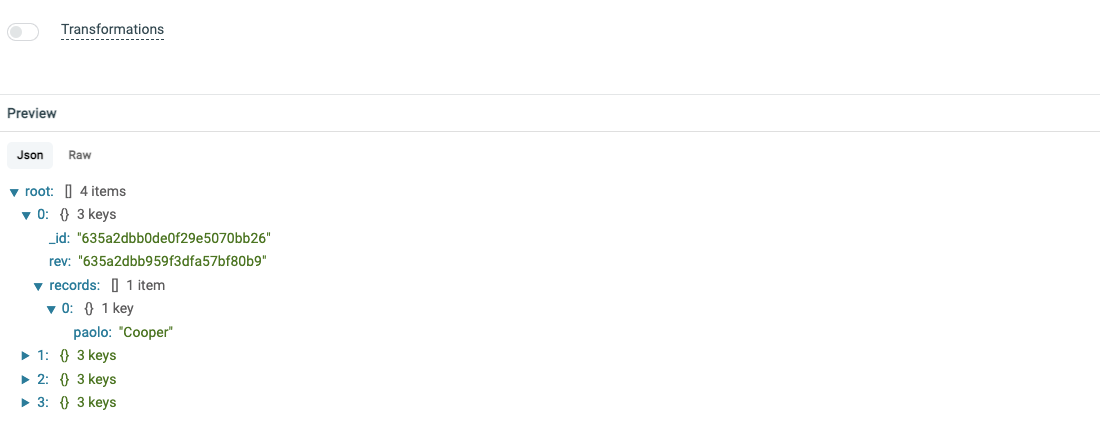 Transformations
Preview
Json Raw
root: [] 4 items
0: {} 3 keys
_id: "635a2dbb0de0f29e5070bb26"
rev: "635a2dbb959f3dfa57bf80b9"
records: [] 1 item
0: {} 1 key
paolo: "Cooper"
1: {} 3 keys
2: {} 3 keys
3: {} 3 keys